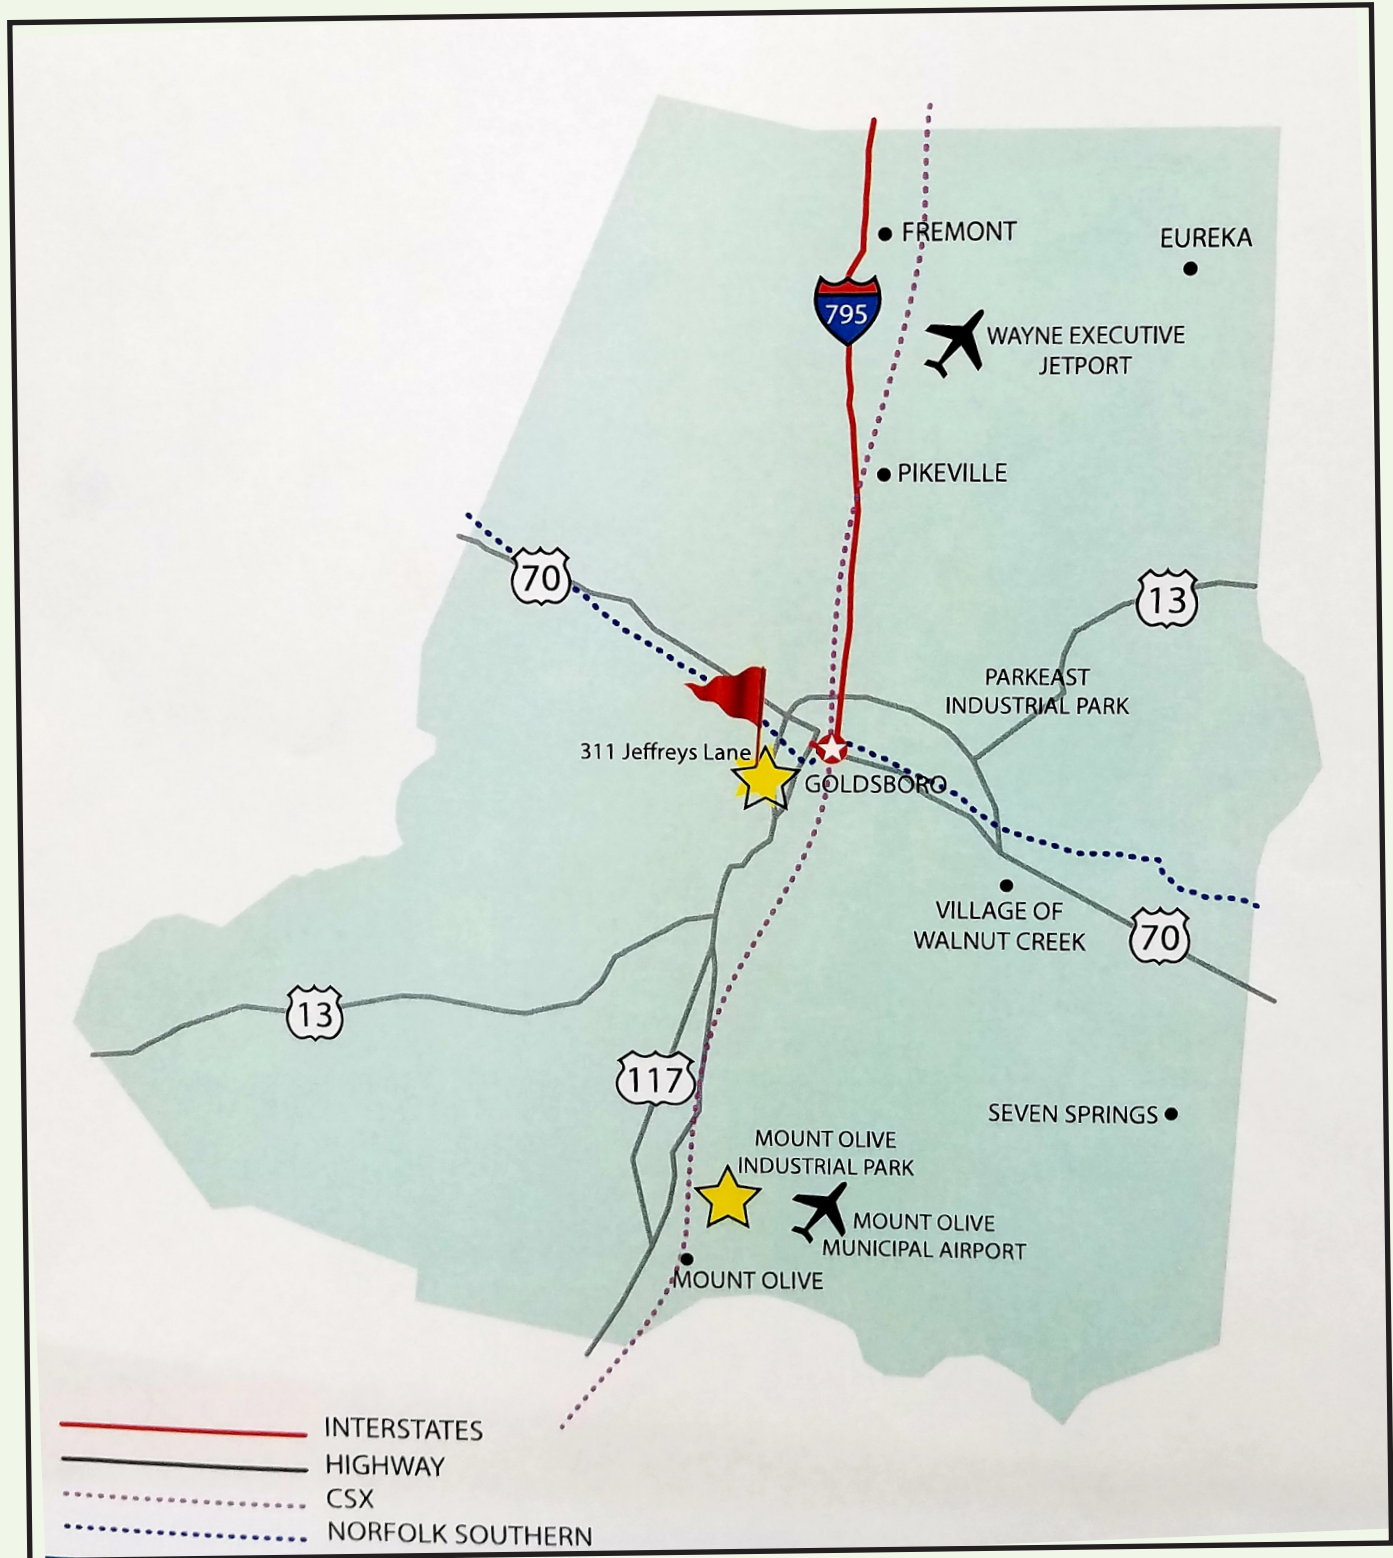 FREMONT
EUREKA
795
WAYNE EXECUTIVE
JETPORT
PIKEVILLE
70
13
PARKEAST
INDUSTRIAL PARK
311 Jeffreys Lane
GOLDSBORO
VILLAGE OF
WALNUT CREEK
70
13
117
SEVEN SPRINGS
MOUNT OLIVE
INDUSTRIAL PARK
MOUNT OLIVE
MUNICIPAL AIRPORT
MOUNT OLIVE
INTERSTATES
HIGHWAY
CSX
NORFOLK SOUTHERN